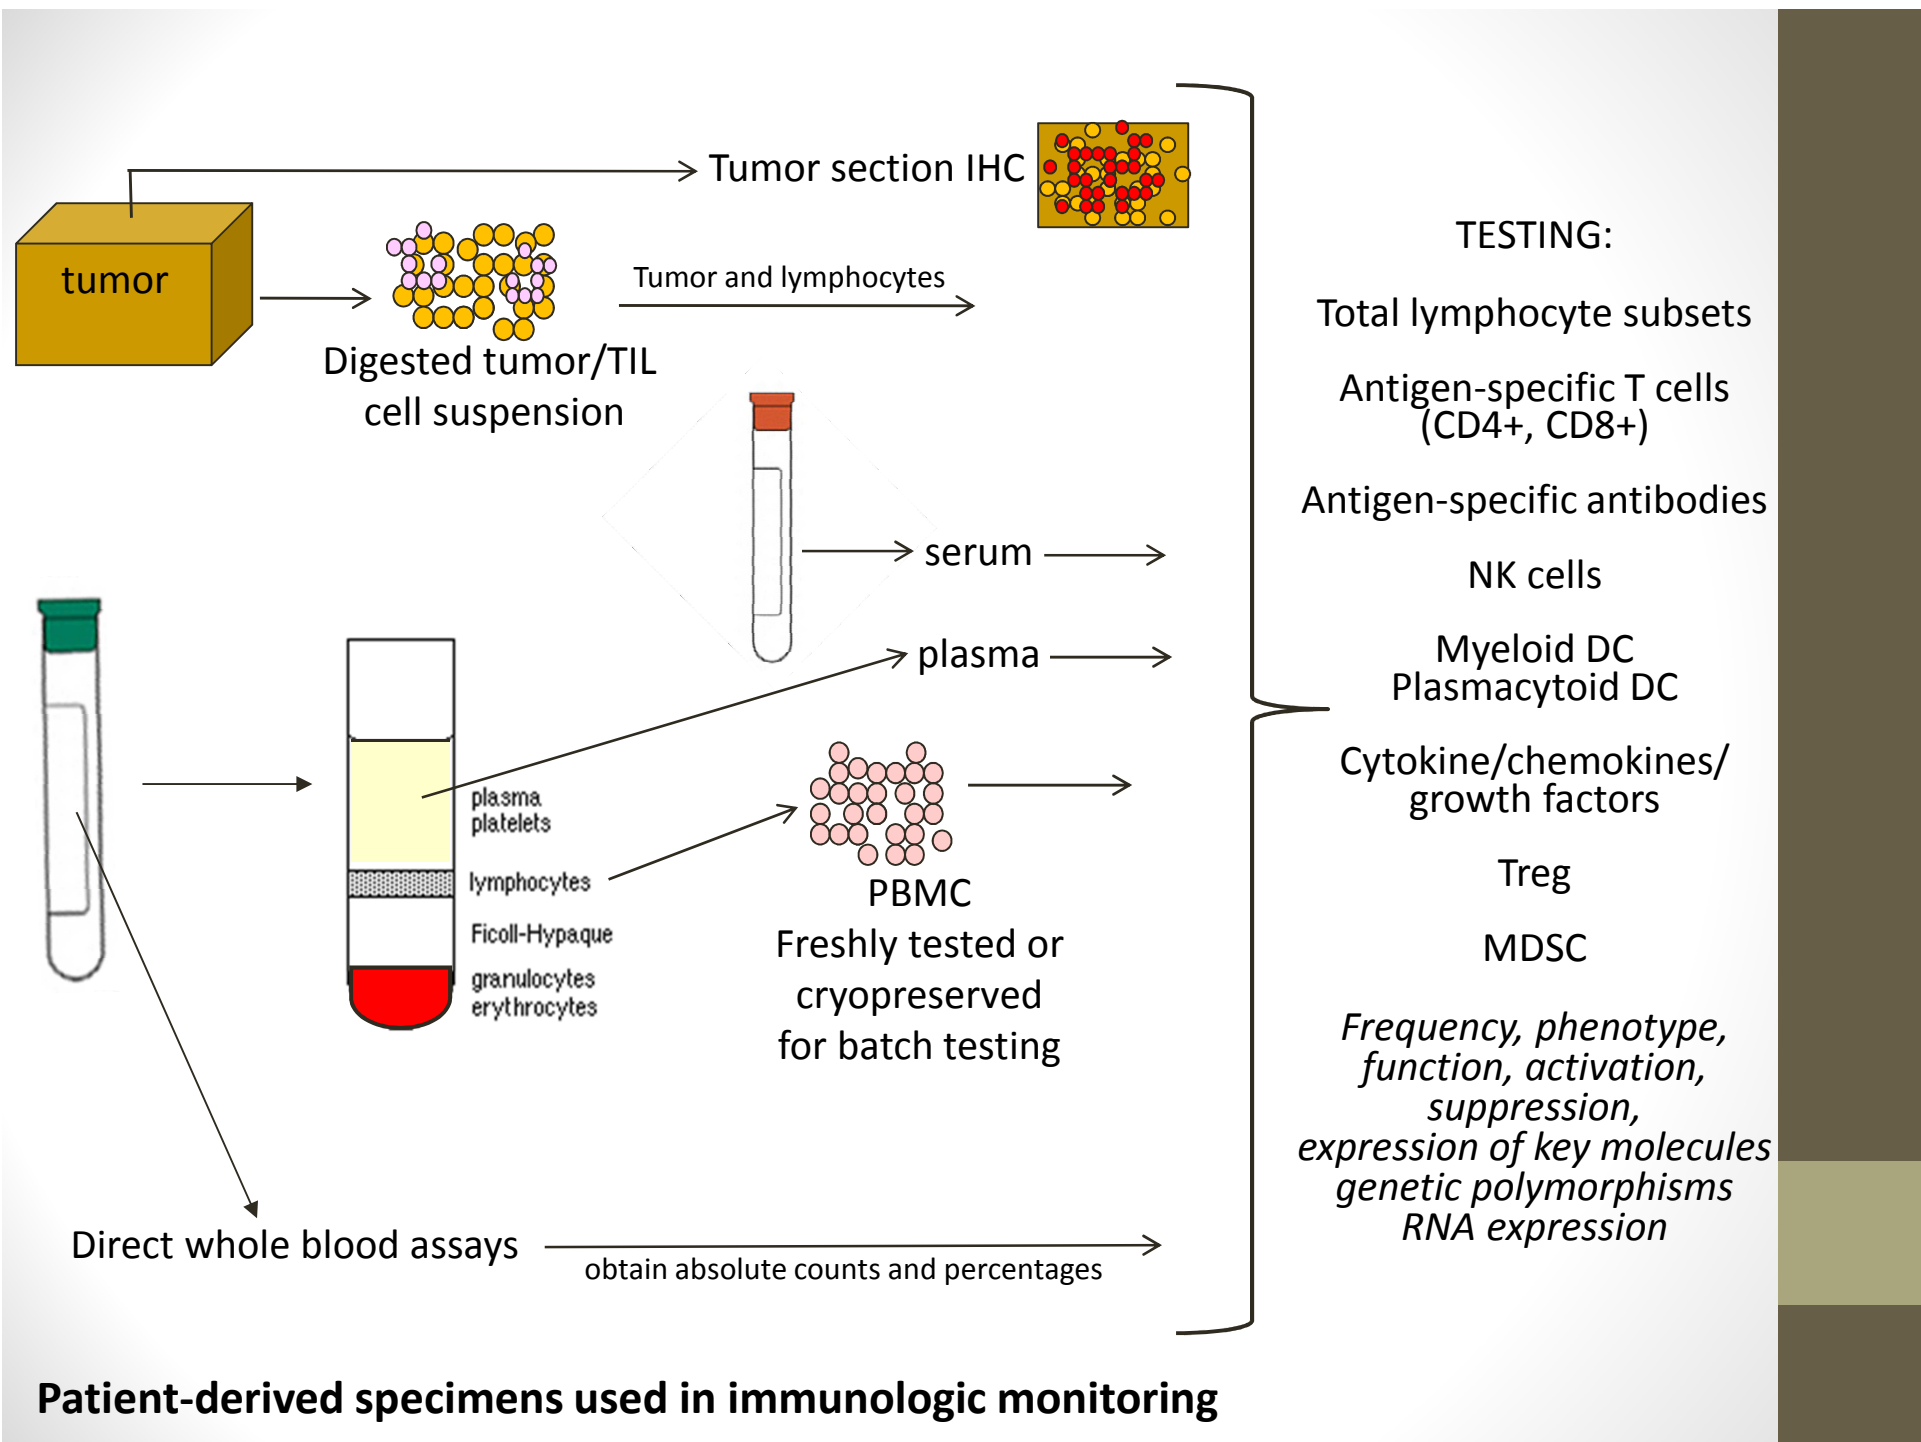 Tumor section IHC
tumor
Tumor and lymphocytes
Digested tumor/TIL
cell suspension
serum
plasma
plasma
platelets
lymphocytes
Ficoll-Hypaque
granulocytes
erythrocytes
PBMC
Freshly tested or
cryopreserved
for batch testing
Direct whole blood assays
obtain absolute counts and percentages
TESTING:
Total lymphocyte subsets
Antigen-specific T cells
(CD4+, CD8+)
Antigen-specific antibodies
NK cells
Myeloid DC
Plasmacytoid DC
Cytokine/chemokines/
growth factors
Treg
MDSC
Frequency, phenotype,
function, activation,
suppression,
expression of key molecules
genetic polymorphisms
RNA expression
Patient-derived specimens used in immunologic monitoring